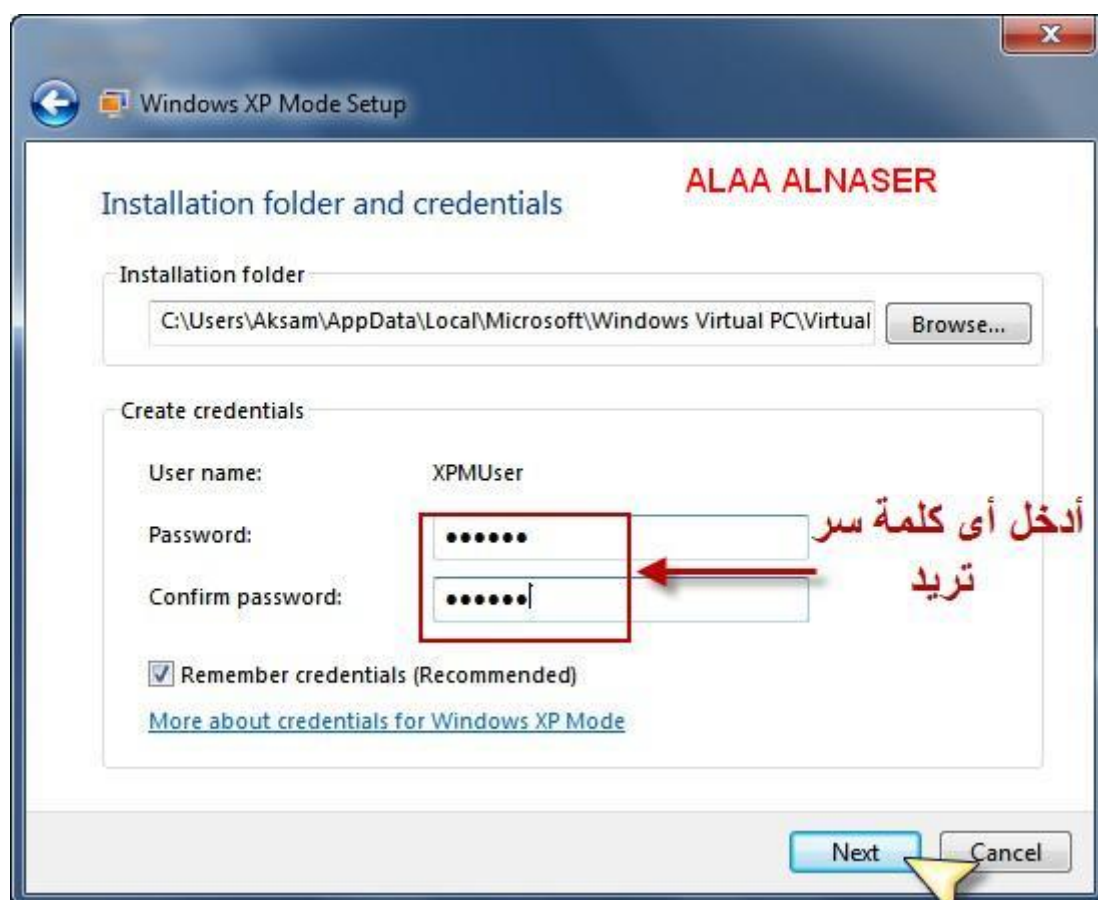 Windows XP Mode Setup
ALAA ALNASER
Installation folder and credentials
Installation folder
C:\Users\Aksam\AppData\Local\Microsoft\Windows Virtual PC\Virtual
Browse...
Create credentials
User name: XPMUser
Password: ●●●●●●
Confirm password: ●●●●●●
أدخل أى كلمة سر
تريد
Remember credentials (Recommended)
More about credentials for Windows XP Mode
Next Cancel